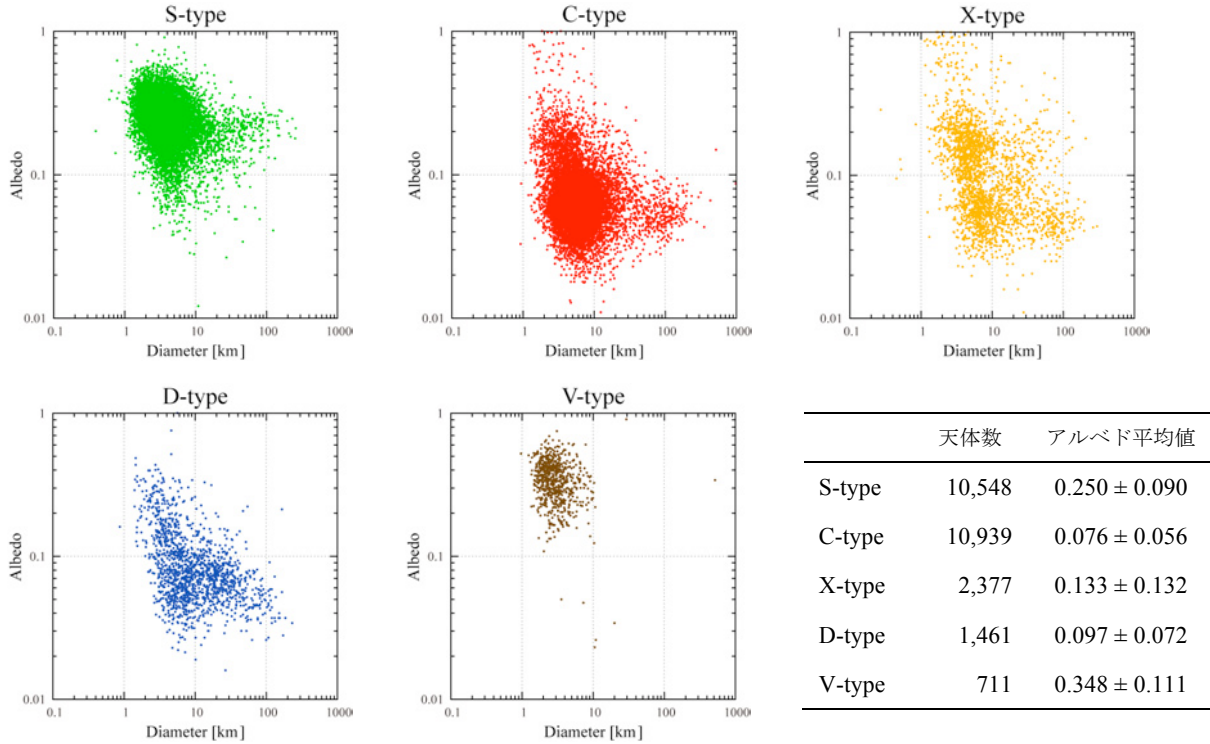 S-type
C-type
X-type
1
0.1
0.01
Albedo
0.1
1
10
100
1000
Diameter [km]
1
0.1
0.01
Albedo
0.1
1
10
100
1000
Diameter [km]
1
0.1
0.01
Albedo
0.1
1
10
100
1000
Diameter [km]
D-type
V-type
1
0.1
0.01
Albedo
0.1
1
10
100
1000
Diameter [km]
1
0.1
0.01
Albedo
0.1
1
10
100
1000
Diameter [km]
天体数 アルベド平均値
S-type 10,548 0.250 ± 0.090
C-type 10,939 0.076 ± 0.056
X-type 2,377 0.133 ± 0.132
D-type 1,461 0.097 ± 0.072
V-type 711 0.348 ± 0.111